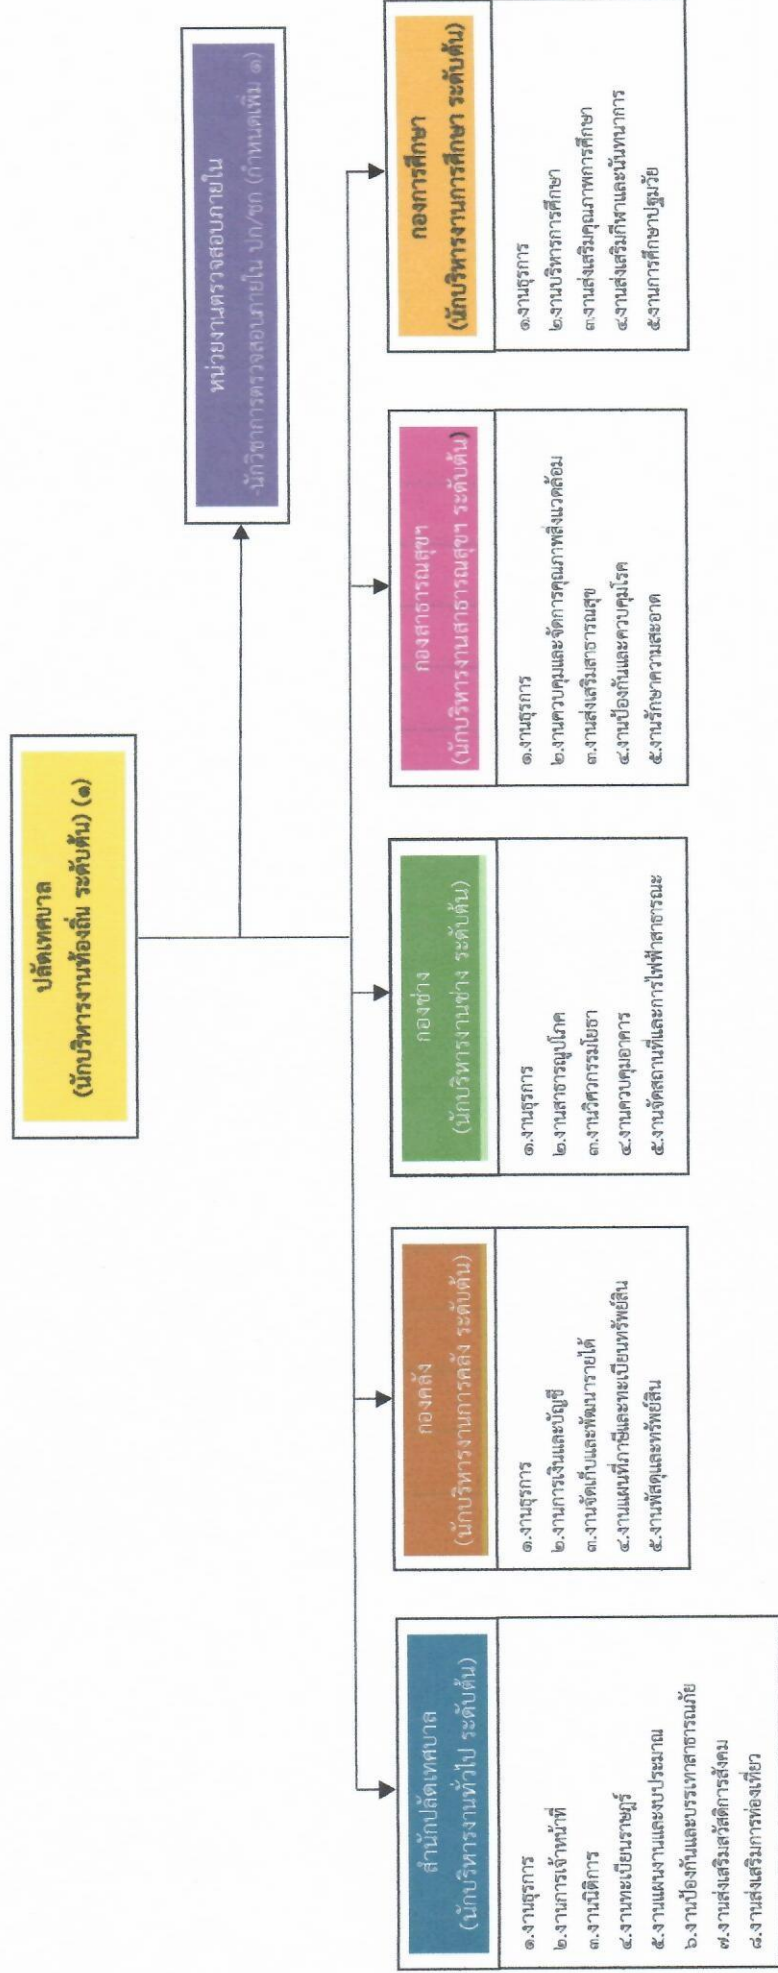 ปลัดเทศบาล
(นักบริหารงานท้องถิ่น ระดับต้น) (๑)
หน่วยงานตรวจสอบภายใน
-นักวิชาการตรวจสอบภายใน ปก/ชก (กำหนดเพิ่ม ๑)
สำนักปลัดเทศบาล
(นักบริหารงานทั่วไป ระดับต้น)
๑.งานธุรการ
๒.งานการเจ้าหน้าที่
๓.งานนิติการ
๔.งานทะเบียนราษฎร์
๕.งานแผนงานและงบประมาณ
๖.งานป้องกันและบรรเทาสาธารณภัย
๗.งานส่งเสริมสวัสดิการสังคม
๘.งานส่งเสริมการท่องเที่ยว
กองคลัง
(นักบริหารงานการคลัง ระดับต้น)
๑.งานธุรการ
๒.งานการเงินและบัญชี
๓.งานจัดเก็บและพัฒนารายได้
๔.งานแผนที่ภาษีและทะเบียนทรัพย์สิน
๕.งานพัสดุและทรัพย์สิน
กองช่าง
(นักบริหารงานช่าง ระดับต้น)
๑.งานธุรการ
๒.งานสาธารณูปโภค
๓.งานวิศวกรรมโยธา
๔.งานควบคุมอาคาร
๕.งานจัดสถานที่และการไฟฟ้าสาธารณะ
กองสาธารณสุขฯ
(นักบริหารงานสาธารณสุขฯ ระดับต้น)
๑.งานธุรการ
๒.งานควบคุมและจัดการคุณภาพสิ่งแวดล้อม
๓.งานส่งเสริมสาธารณสุข
๔.งานป้องกันและควบคุมโรค
๕.งานรักษาความสะอาด
กองการศึกษา
(นักบริหารงานการศึกษา ระดับต้น)
๑.งานธุรการ
๒.งานบริหารการศึกษา
๓.งานส่งเสริมคุณภาพการศึกษา
๔.งานส่งเสริมกีฬาและนันทนาการ
๕.งานการศึกษาปฐมวัย